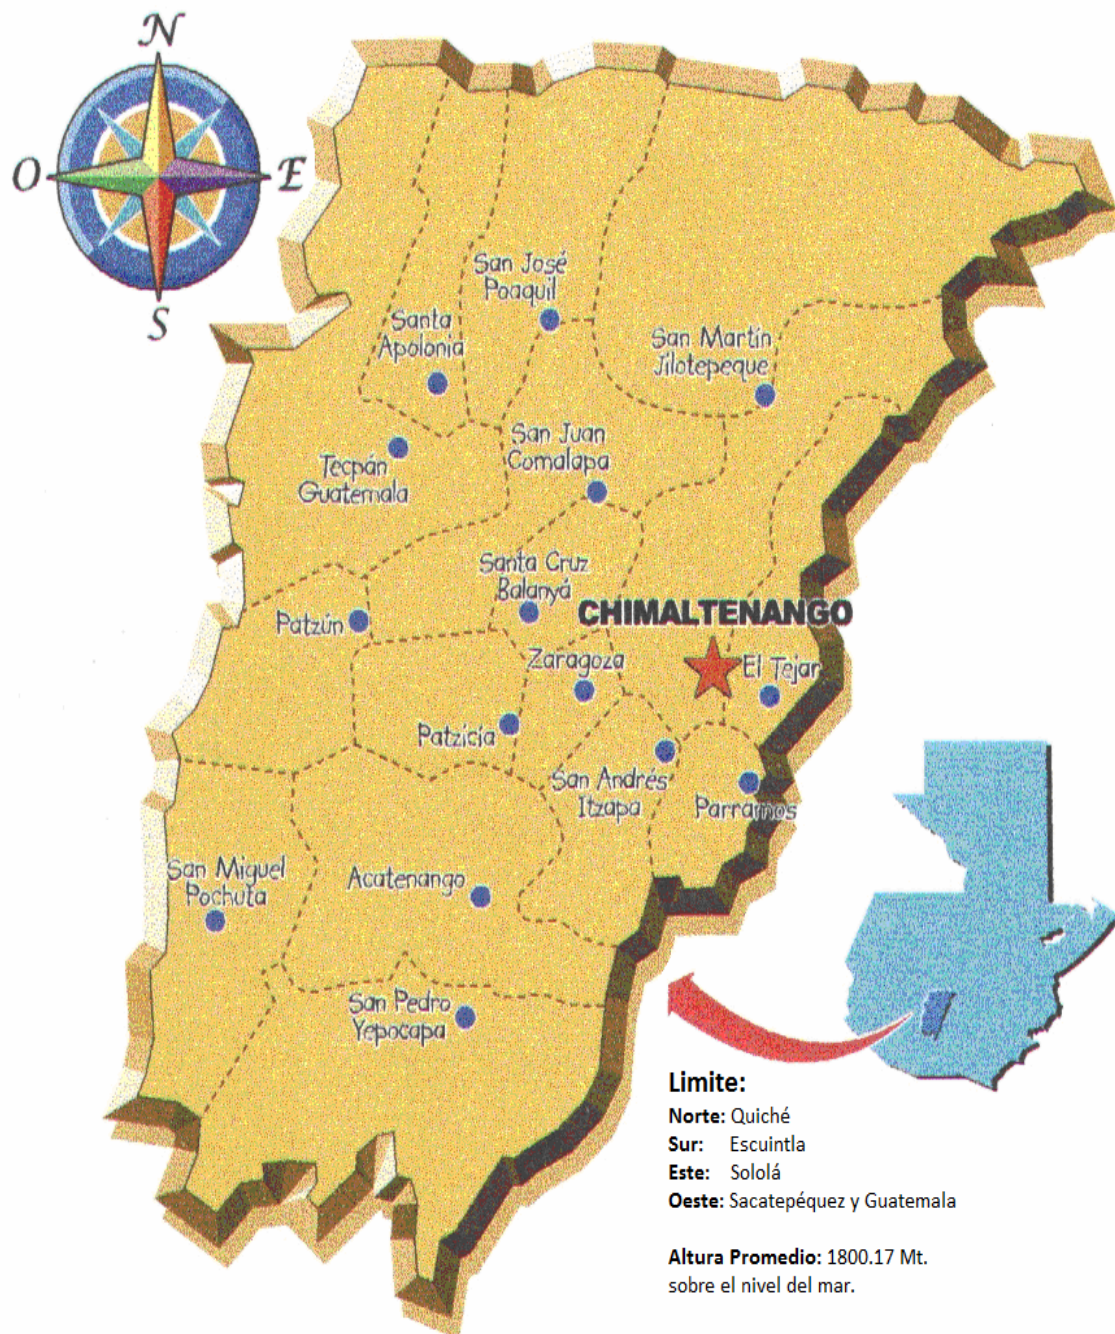 N
O
E
S
San José
Poaquil
Santa
Apolonia
San Martín
Jilotepeque
San Juan
Comalapa
Tecpán
Guatemala
Santa Cruz
Balanyá
CHIMALTENANGO
Patzún
Zaragoza
El Tejar
Patzicía
San Andrés
Itzapa
Parramos
San Miguel
Pochuta
Acatenango
San Pedro
Yepocapa
Limite:
Norte: Quiché
Sur: Escuintla
Este: Sololá
Oeste: Sacatepéquez y Guatemala
Altura Promedio: 1800.17 Mt.
sobre el nivel del mar.